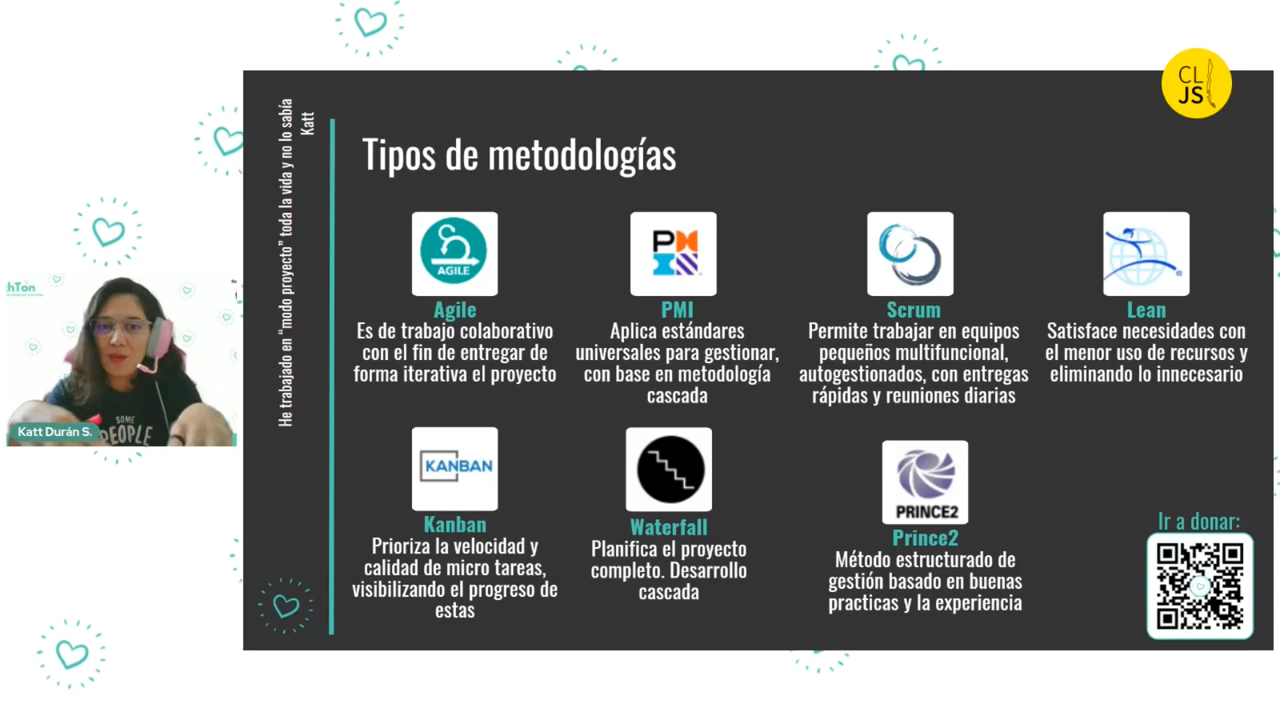 CL
JS
He trabajado en "modo proyecto" toda la vida y no lo sabía
Katt
Tipos de metodologías
AGILE
Agile
Es de trabajo colaborativo
con el fin de entregar de
forma iterativa el proyecto
PMI
Aplica estándares
universales para gestionar,
con base en metodología
cascada
Scrum
Permite trabajar en equipos
pequeños multifuncional,
autogestionados, con entregas
rápidas y reuniones diarias
Lean
Satisface necesidades con
el menor uso de recursos y
eliminando lo innecesario
KANBAN
Kanban
Prioriza la velocidad y
calidad de micro tareas,
visibilizando el progreso de
estas
Waterfall
Planifica el proyecto
completo. Desarrollo
cascada
PRINCE2
Prince2
Método estructurado de
gestión basado en buenas
practicas y la experiencia
Ir a donar:
chTon
SOME
PEOPLE
Katt Durán S.